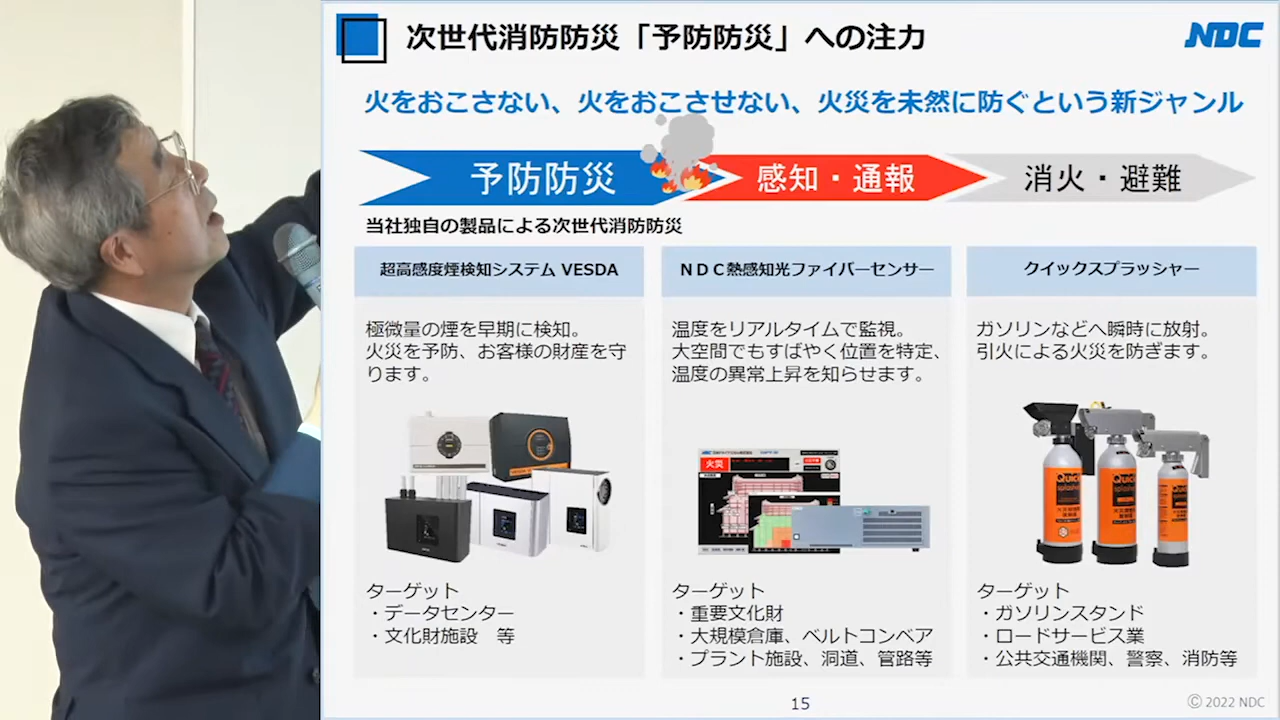 次世代消防防災「予防防災」への注力
NDC
火をおこさない、火をおこさせない、火災を未然に防ぐという新ジャンル
予防防災
感知・通報
消火・避難
当社独自の製品による次世代消防防災
超高感度煙検知システム VESDA
極微量の煙を早期に検知。
火災を予防、お客様の財産を守
ります。
ターゲット
・データセンター
・文化財施設　等
ＮＤＣ熱感知光ファイバーセンサー
温度をリアルタイムで監視。
大空間でもすばやく位置を特定、
温度の異常上昇を知らせます。
NDC
火災
ターゲット
・重要文化財
・大規模倉庫、ベルトコンベア
・プラント施設、洞道、管路等
クイックスプラッシャー
ガソリンなどへ瞬時に放射。
引火による火災を防ぎます。
Quick
splasher
Quick
splasher
Quick
ターゲット
・ガソリンスタンド
・ロードサービス業
・公共交通機関、警察、消防等
15
Ⓒ 2022 NDC